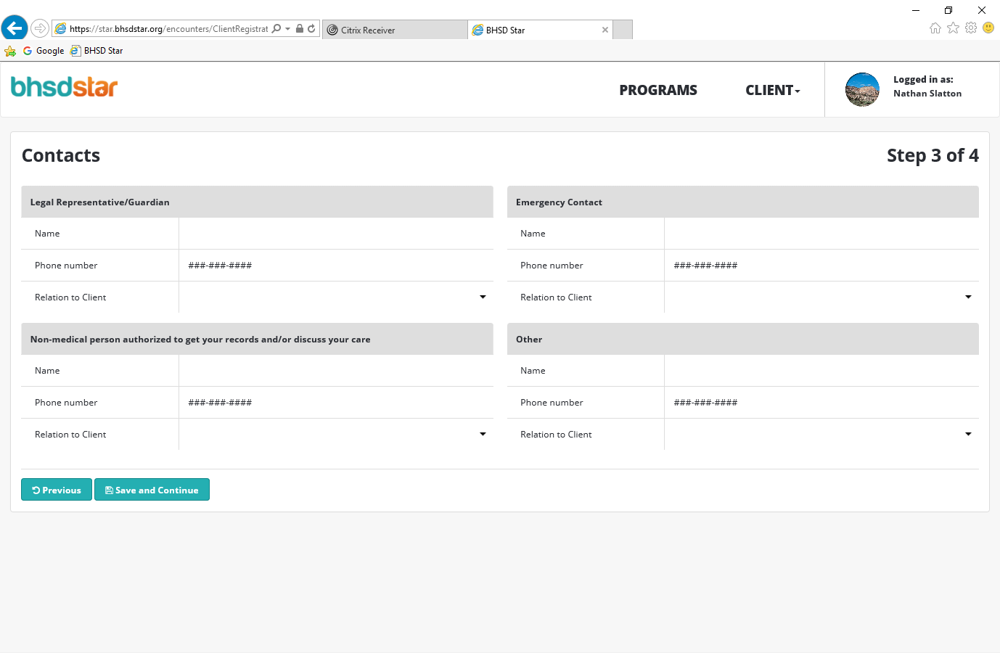 https://star.bhsdstar.org/encounters/ClientRegistrat
Citrix Receiver
BHSD Star
Google
BHSD Star
bhsdstar
PROGRAMS
CLIENT
Logged in as:
Nathan Slatton
Contacts
Step 3 of 4
Legal Representative/Guardian
Name
Phone number
###-###-####
Relation to Client
Emergency Contact
Name
Phone number
###-###-####
Relation to Client
Non-medical person authorized to get your records and/or discuss your care
Name
Phone number
###-###-####
Relation to Client
Other
Name
Phone number
###-###-####
Relation to Client
Previous
Save and Continue